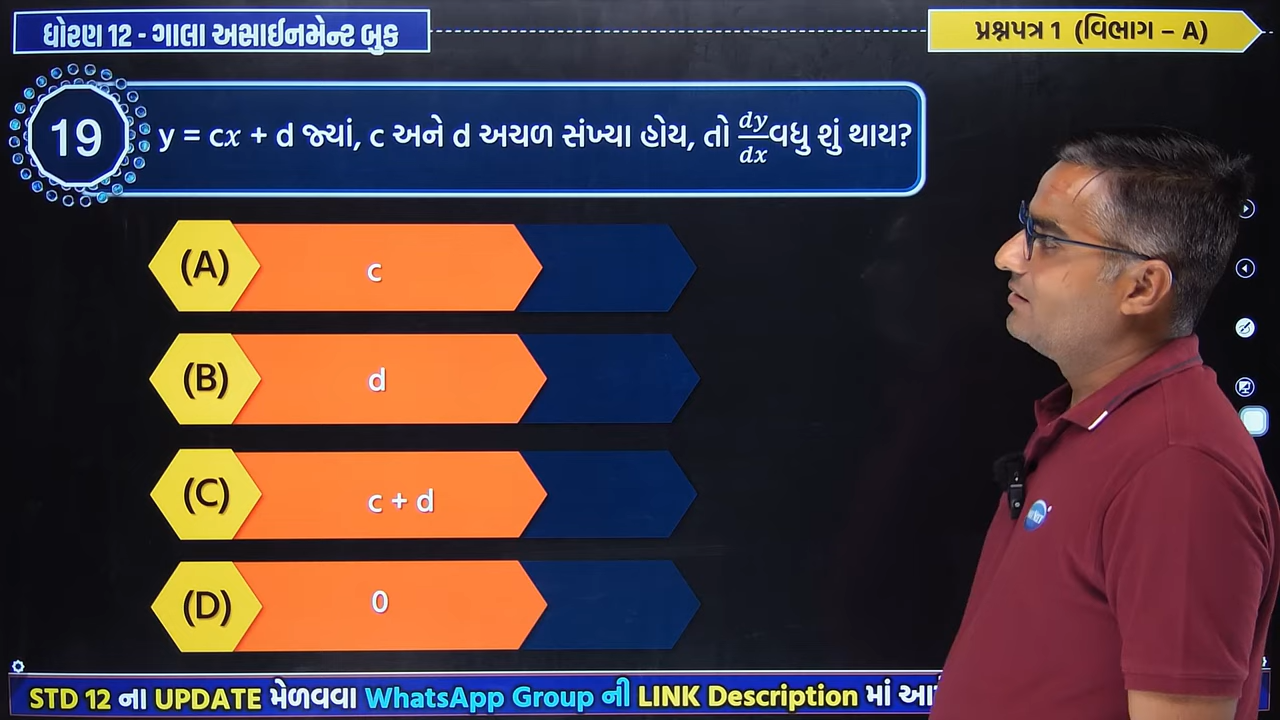 ધોરણ 12 - ગાલા અસાઈનમેન્ટ બુક
પ્રશ્નપત્ર 1 (વિભાગ – A)
19
y = cx + d જ્યાં, c અને d અચળ સંખ્યા હોય, તો dy/dx વધુ શું થાય?
(A) c
(B) d
(C) c + d
(D) 0
STD 12 ના UPDATE મેળવવા WhatsApp Group ની LINK Description માં